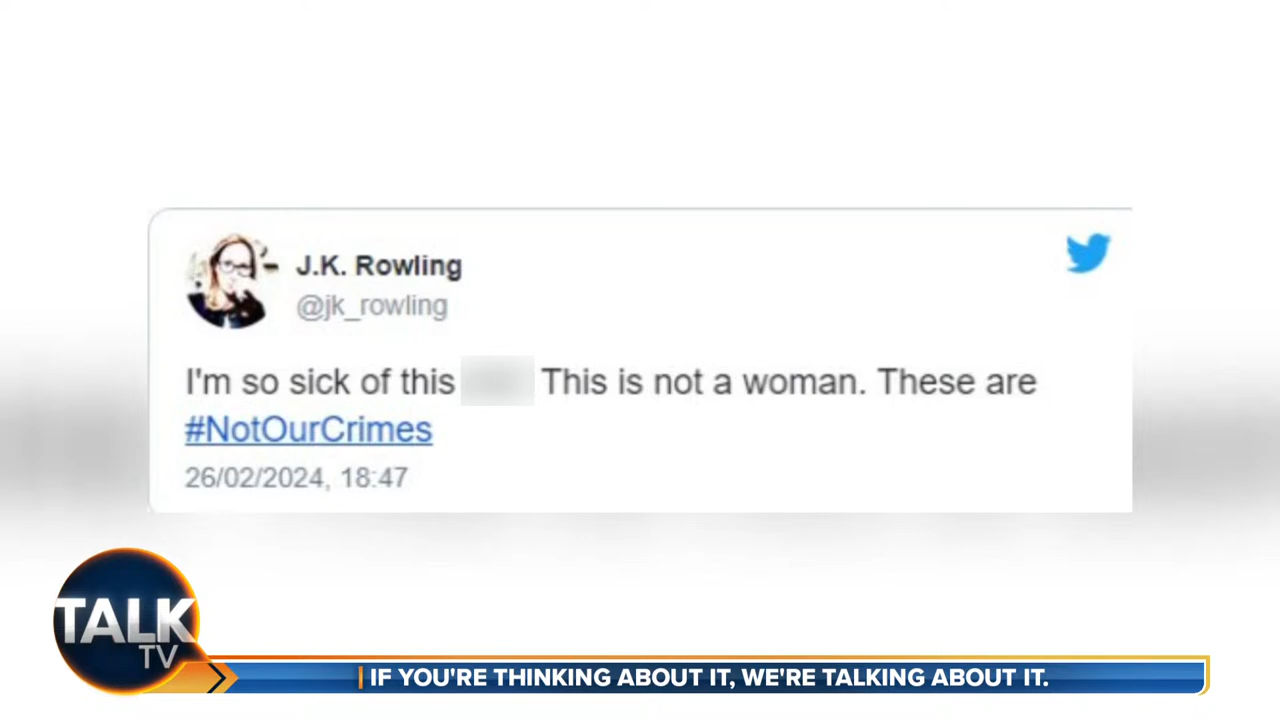 J.K. Rowling
@jk_rowling
I'm so sick of this This is not a woman. These are
#NotOurCrimes
26/02/2024, 18:47
TALK
TV
IF YOU'RE THINKING ABOUT IT, WE'RE TALKING ABOUT IT.